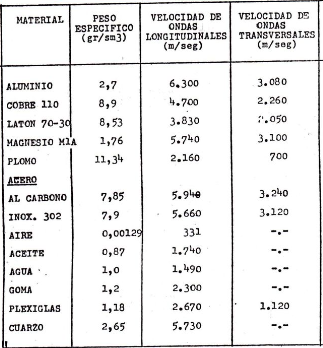 MATERIAL PESO ESPECIFICO (gr/sm3) VELOCIDAD DE ONDAS LONGITUDINALES (m/seg) VELOCIDAD DE ONDAS TRANSVERSALES (m/seg)
ALUMINIO 2,7 6.300 3.080
COBRE 110 8,9 4.700 2.260
LATON 70-30 8,53 3.830 .050
MAGNESIO M1A 1,76 5.740 3.100
PLOMO 11,34 2.160 700
ACERO
AL CARBONO 7,85 5.940 3.240
INOX. 302 7,9 5.660 3.120
AIRE 0,00129 331 -.-
ACEITE 0,87 1.740 -.-
AGUA 1,0 1.490 -.-
GOMA 1,2 2.300 -.-
PLEXIGLAS 1,18 2.670 1.120
CUARZO 2,65 5.730 -.-